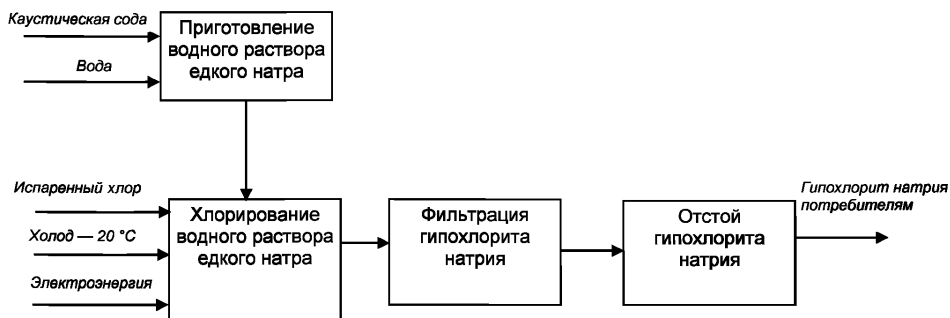 Каустическая сода
Вода
Приготовление
водного раствора
едкого натра
Испаренный хлор
Холод — 20 °С
Электроэнергия
Хлорирование
водного раствора
едкого натра
Фильтрация
гипохлорита
натрия
Отстой
гипохлорита
натрия
Гипохлорит натрия
потребителям